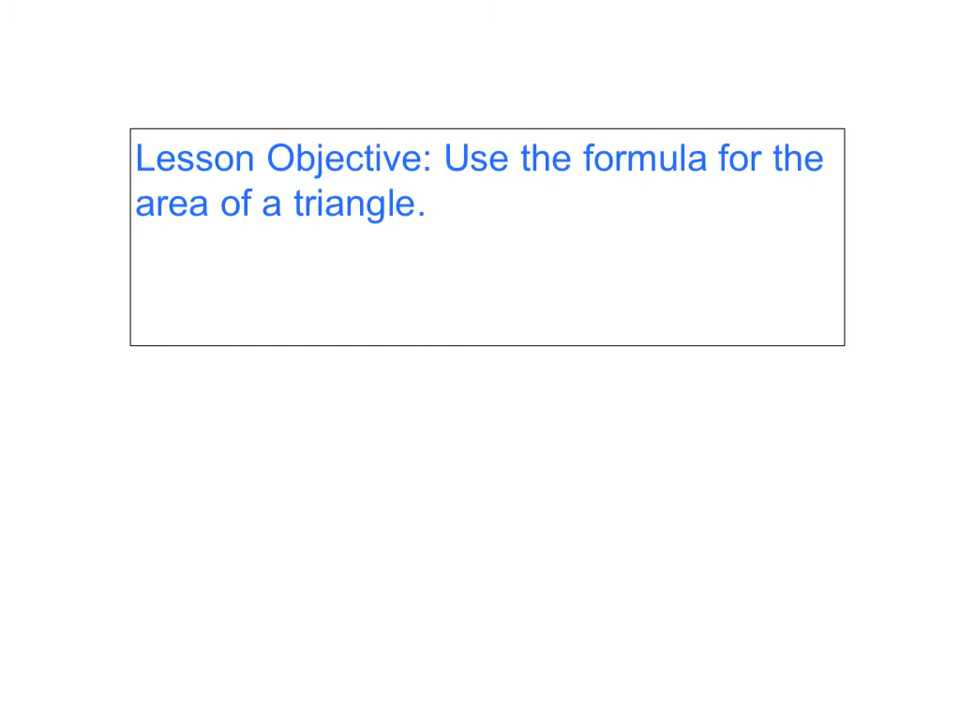 Lesson Objective: Use the formula for the
area of a triangle.